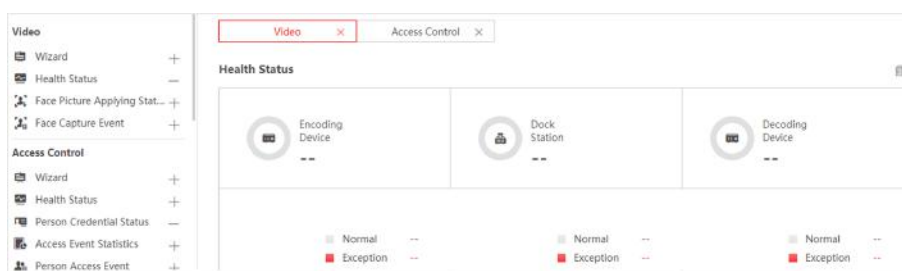 Video
Wizard
Health Status
Face Picture Applying Stat...
Face Capture Event
Access Control
Wizard
Health Status
Person Credential Status
Access Event Statistics
Person Access Event
Video
Access Control
Health Status
Encoding
Device
--
Dock
Station
--
Decoding
Device
--
Normal --
Exception --
Normal --
Exception --
Normal --
Exception --